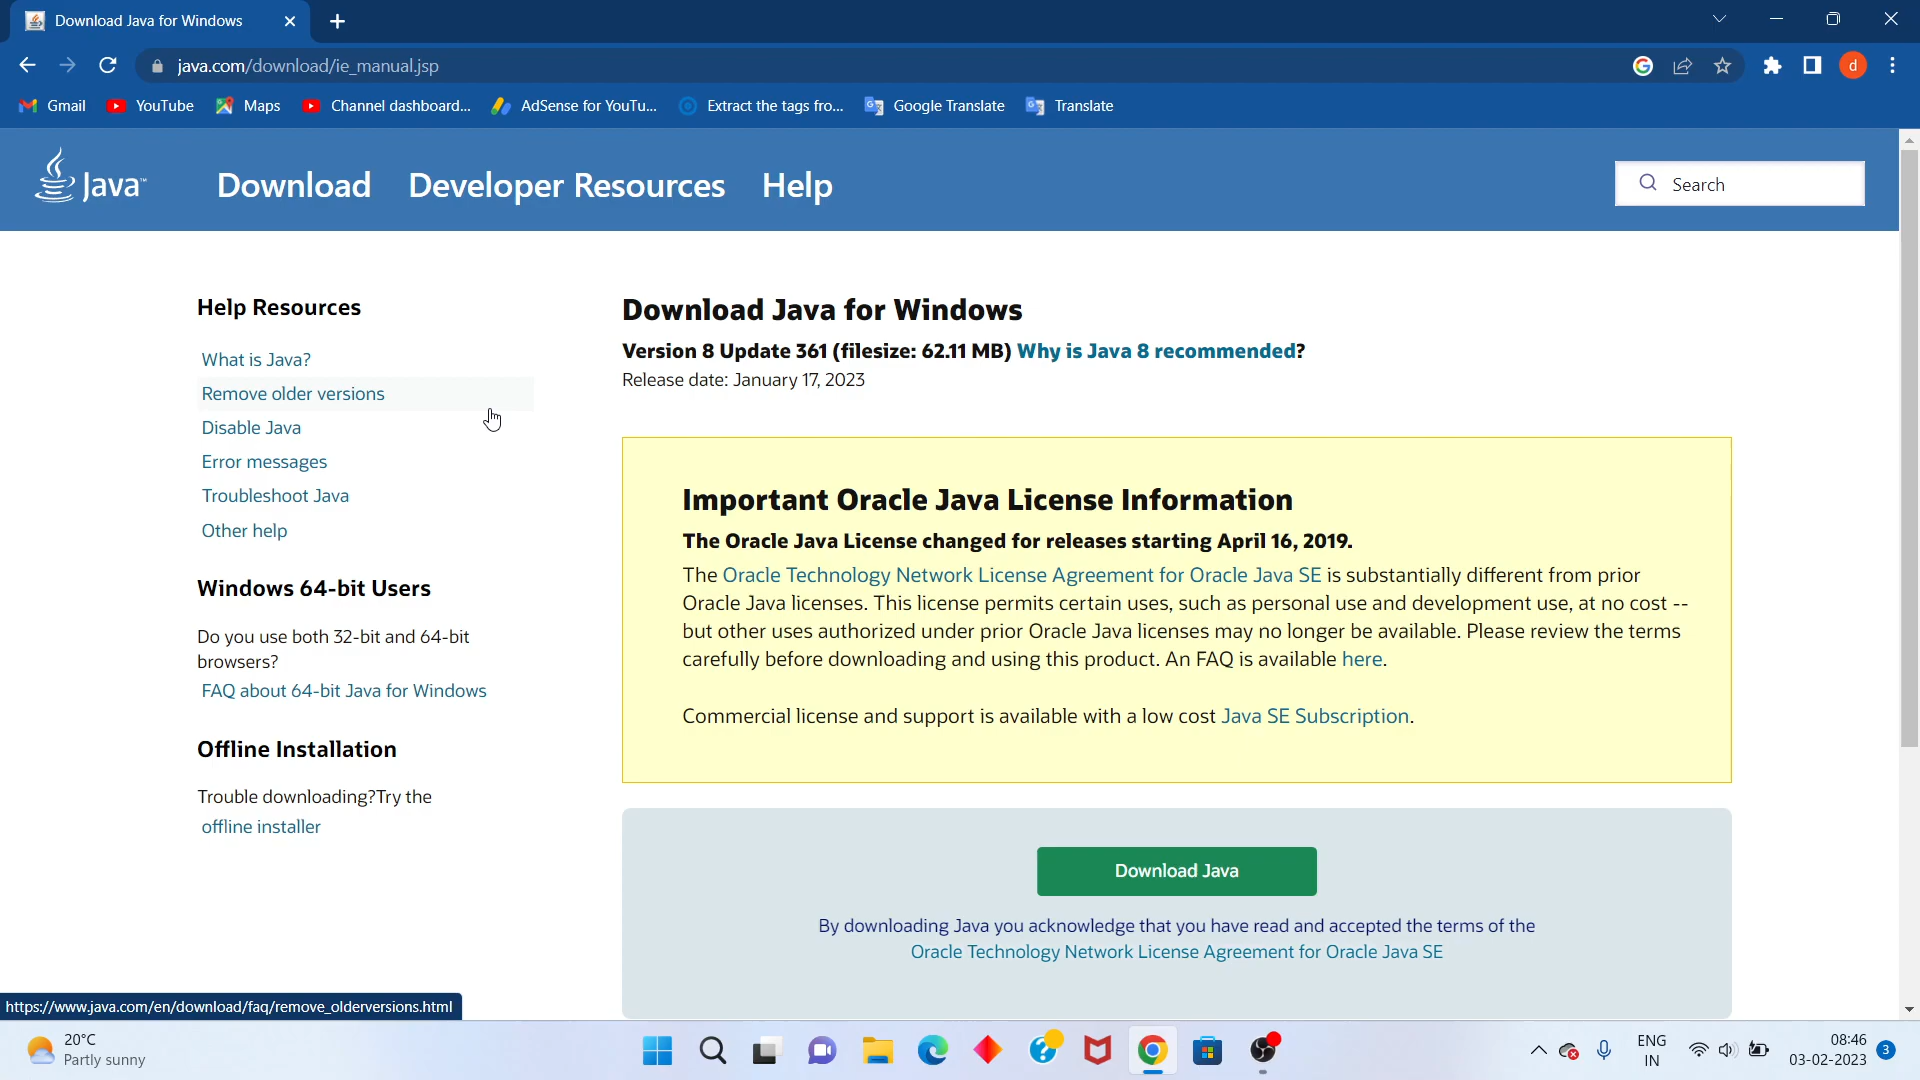 Download Java for Windows
java.com/download/ie_manual.jsp
d
Gmail
YouTube
Maps
Channel dashboard...
AdSense for YouTu...
Extract the tags fro...
Google Translate
Translate
Java™
Download
Developer Resources
Help
Search
Help Resources
What is Java?
Remove older versions
Disable Java
Error messages
Troubleshoot Java
Other help
Windows 64-bit Users
Do you use both 32-bit and 64-bit
browsers?
FAQ about 64-bit Java for Windows
Offline Installation
Trouble downloading?Try the
offline installer
Download Java for Windows
Version 8 Update 361 (filesize: 62.11 MB) Why is Java 8 recommended?
Release date: January 17, 2023
Important Oracle Java License Information
The Oracle Java License changed for releases starting April 16, 2019.
The Oracle Technology Network License Agreement for Oracle Java SE is substantially different from prior
Oracle Java licenses. This license permits certain uses, such as personal use and development use, at no cost --
but other uses authorized under prior Oracle Java licenses may no longer be available. Please review the terms
carefully before downloading and using this product. An FAQ is available here.
Commercial license and support is available with a low cost Java SE Subscription.
Download Java
By downloading Java you acknowledge that you have read and accepted the terms of the
Oracle Technology Network License Agreement for Oracle Java SE
https://www.java.com/en/download/faq/remove_olderversions.html
20°C
Partly sunny
ENG
IN
08:46
03-02-2023
3